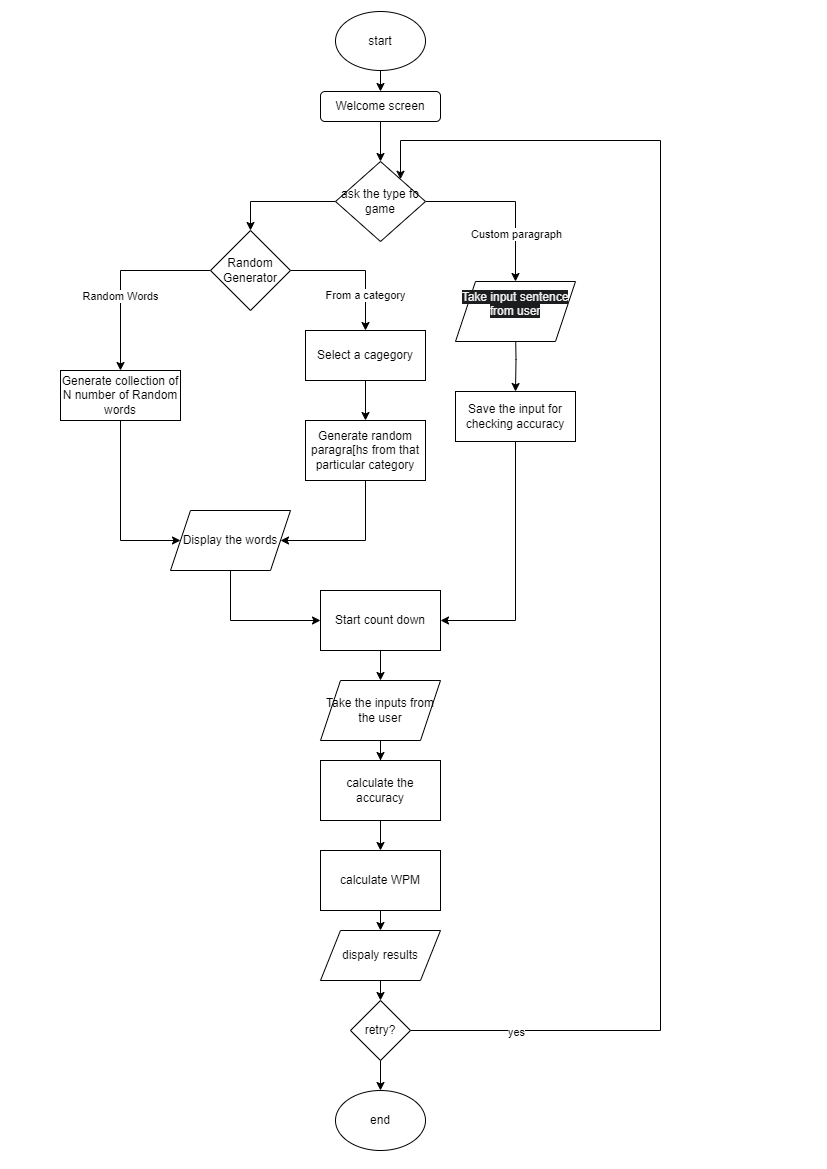 start
Welcome screen
ask the type fo
game
Custom paragraph
Random
Generator
Random Words
From a category
Take input sentence
from user
Select a cagegory
Generate collection of
N number of Random
words
Save the input for
checking accuracy
Generate random
paragra[hs from that
particular category
Display the words
Start count down
Take the inputs from
the user
calculate the
accuracy
calculate WPM
dispaly results
retry?
yes
end